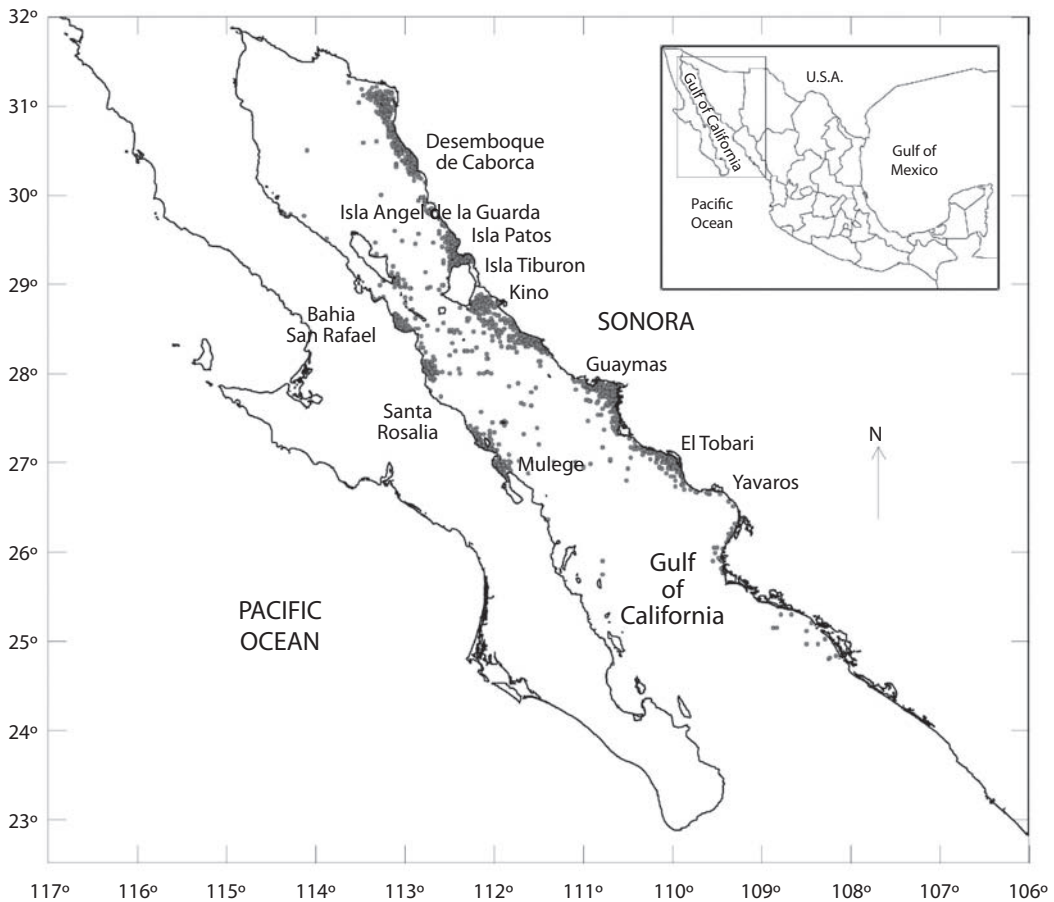 32º
31º
30º
29º
28º
27º
26º
25º
24º
23º
117º 116º 115º 114º 113º 112º 111º 110º 109º 108º 107º 106º
Desemboque
de Caborca
Isla Angel de la Guarda
Isla Patos
Isla Tiburon
Kino
SONORA
Bahia
San Rafael
Guaymas
Santa
Rosalia
El Tobari
Mulege
Yavaros
N
Gulf
of
California
PACIFIC
OCEAN
U.S.A.
Gulf of California
Gulf of
Mexico
Pacific
Ocean